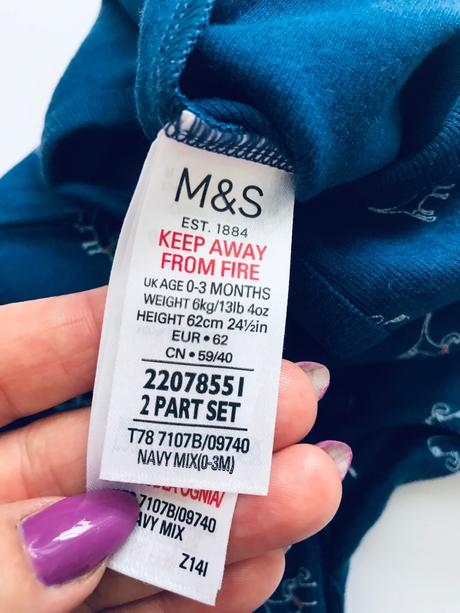 M&S
EST. 1884
KEEP AWAY
FROM FIRE
UK AGE 0-3 MONTHS
WEIGHT 6kg/13lb 4oz
HEIGHT 62cm 24½in
EUR • 62
CN • 59/40
22078551
2 PART SET
T78 7107B/09740
NAVY MIX(0-3M)
7107B/09740
AVY MIX
Z14I